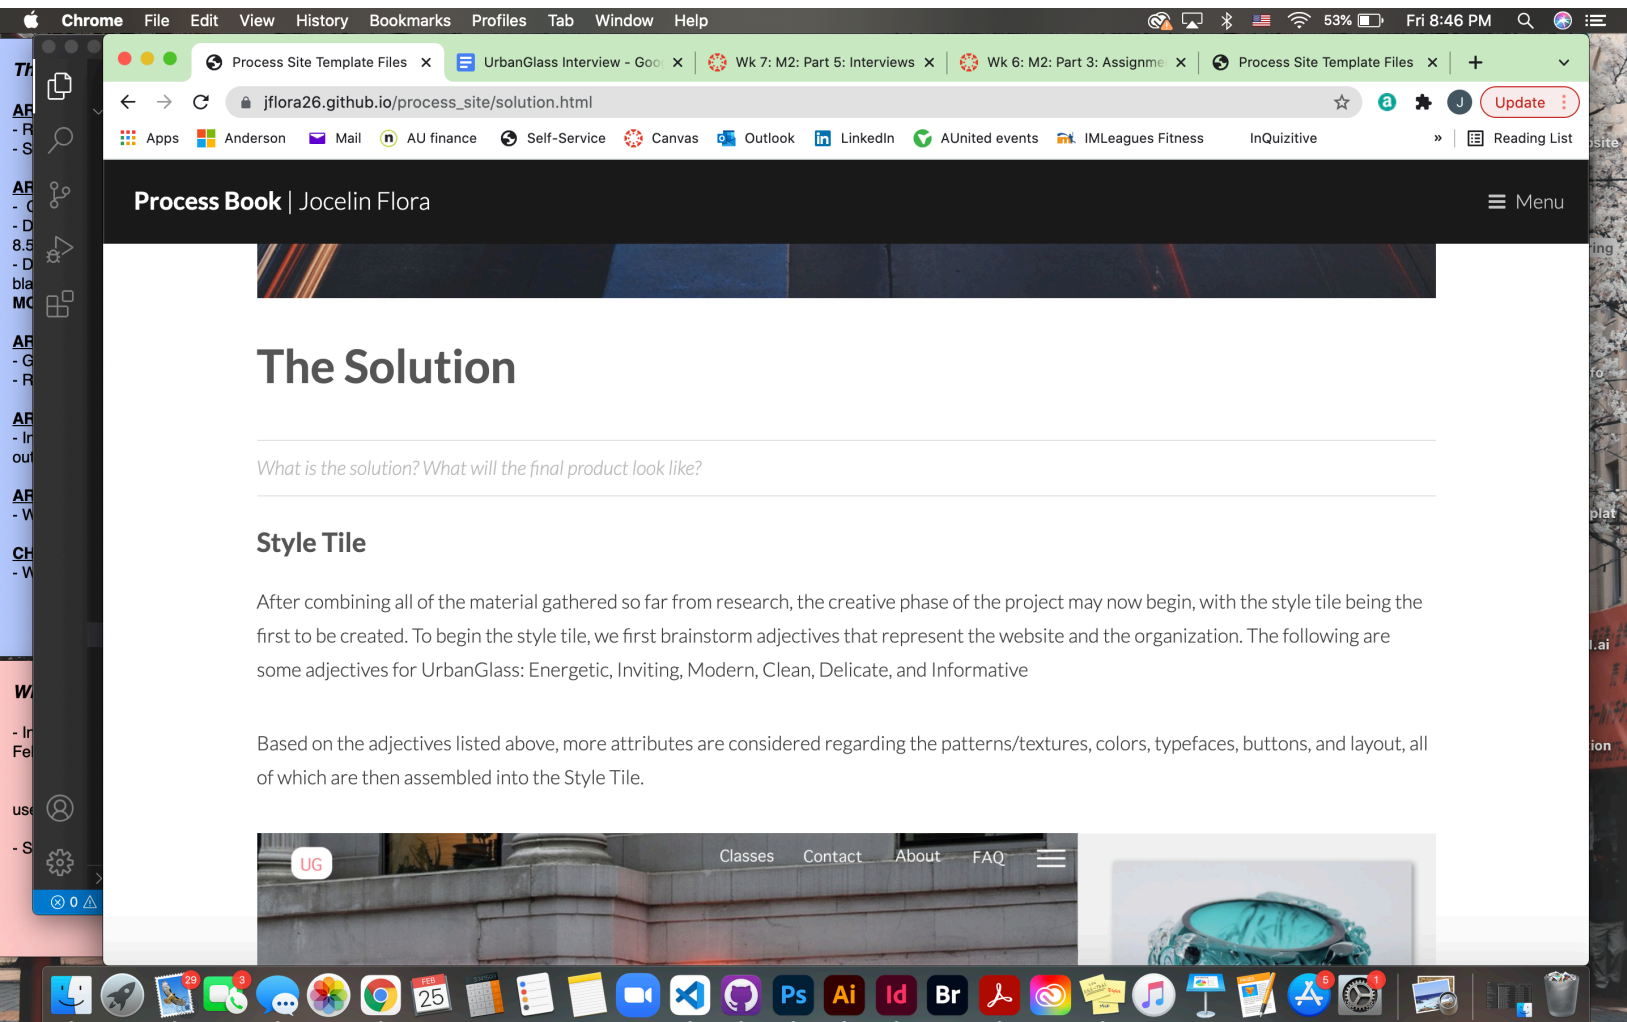 Chrome File Edit View History Bookmarks Profiles Tab Window Help 53% Fri 8:46 PM
Process Site Template Files
UrbanGlass Interview - Goo
Wk 7: M2: Part 5: Interviews
Wk 6: M2: Part 3: Assignme
Process Site Template Files
jflora26.github.io/process_site/solution.html
J
Update
Apps Anderson Mail AU finance Self-Service Canvas Outlook LinkedIn AUnited events IMLeagues Fitness InQuizitive » Reading List
Process Book | Jocelin Flora
Menu
The Solution
What is the solution? What will the final product look like?
Style Tile
After combining all of the material gathered so far from research, the creative phase of the project may now begin, with the style tile being the
first to be created. To begin the style tile, we first brainstorm adjectives that represent the website and the organization. The following are
some adjectives for UrbanGlass: Energetic, Inviting, Modern, Clean, Delicate, and Informative
Based on the adjectives listed above, more attributes are considered regarding the patterns/textures, colors, typefaces, buttons, and layout, all
of which are then assembled into the Style Tile.
UG
Classes Contact About FAQ
0
29
3
FEB
25
Ps
Ai
Id
Br
5
1